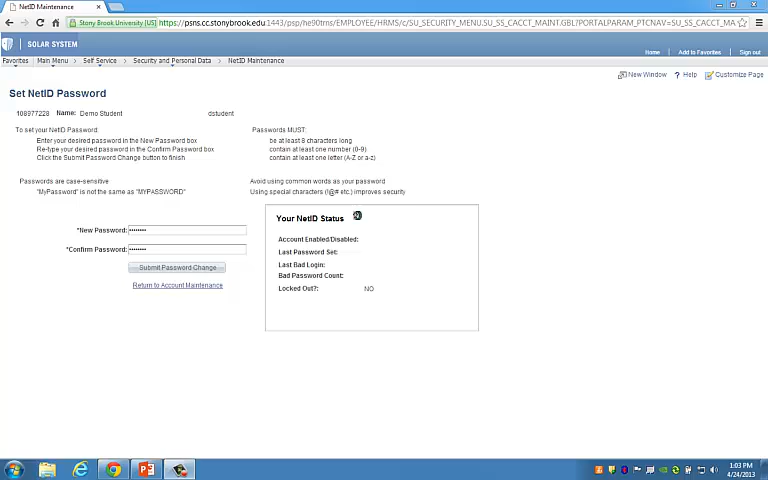 NetID Maintenance
Stony Brook University [US] https://psns.cc.stonybrook.edu:1443/psp/he90tms/EMPLOYEE/HRMS/c/SU_SECURITY_MENU.SU_SS_CACCT_MAINT.GBL?PORTALPARAM_PTCNAV=SU_SS_CACCT_MA
SOLAR SYSTEM
Home Add to Favorites Sign out
Favorites Main Menu > Self Service > Security and Personal Data > NetID Maintenance
New Window ? Help Customize Page
Set NetID Password
108977228 Name: Demo Student dstudent
To set your NetID Password: Passwords MUST:
Enter your desired password in the New Password box be at least 8 characters long
Re-type your desired password in the Confirm Password box contain at least one number (0-9)
Click the Submit Password Change button to finish contain at least one letter (A-Z or a-z)
Passwords are case-sensitive Avoid using common words as your password
"MyPassword" is not the same as "MYPASSWORD" Using special characters (!@# etc.) improves security
Your NetID Status
*New Password: ••••••••
Account Enabled/Disabled:
*Confirm Password: ••••••••
Last Password Set:
Last Bad Login:
Submit Password Change
Bad Password Count:
Return to Account Maintenance
Locked Out?: NO
1:03 PM
4/24/2013